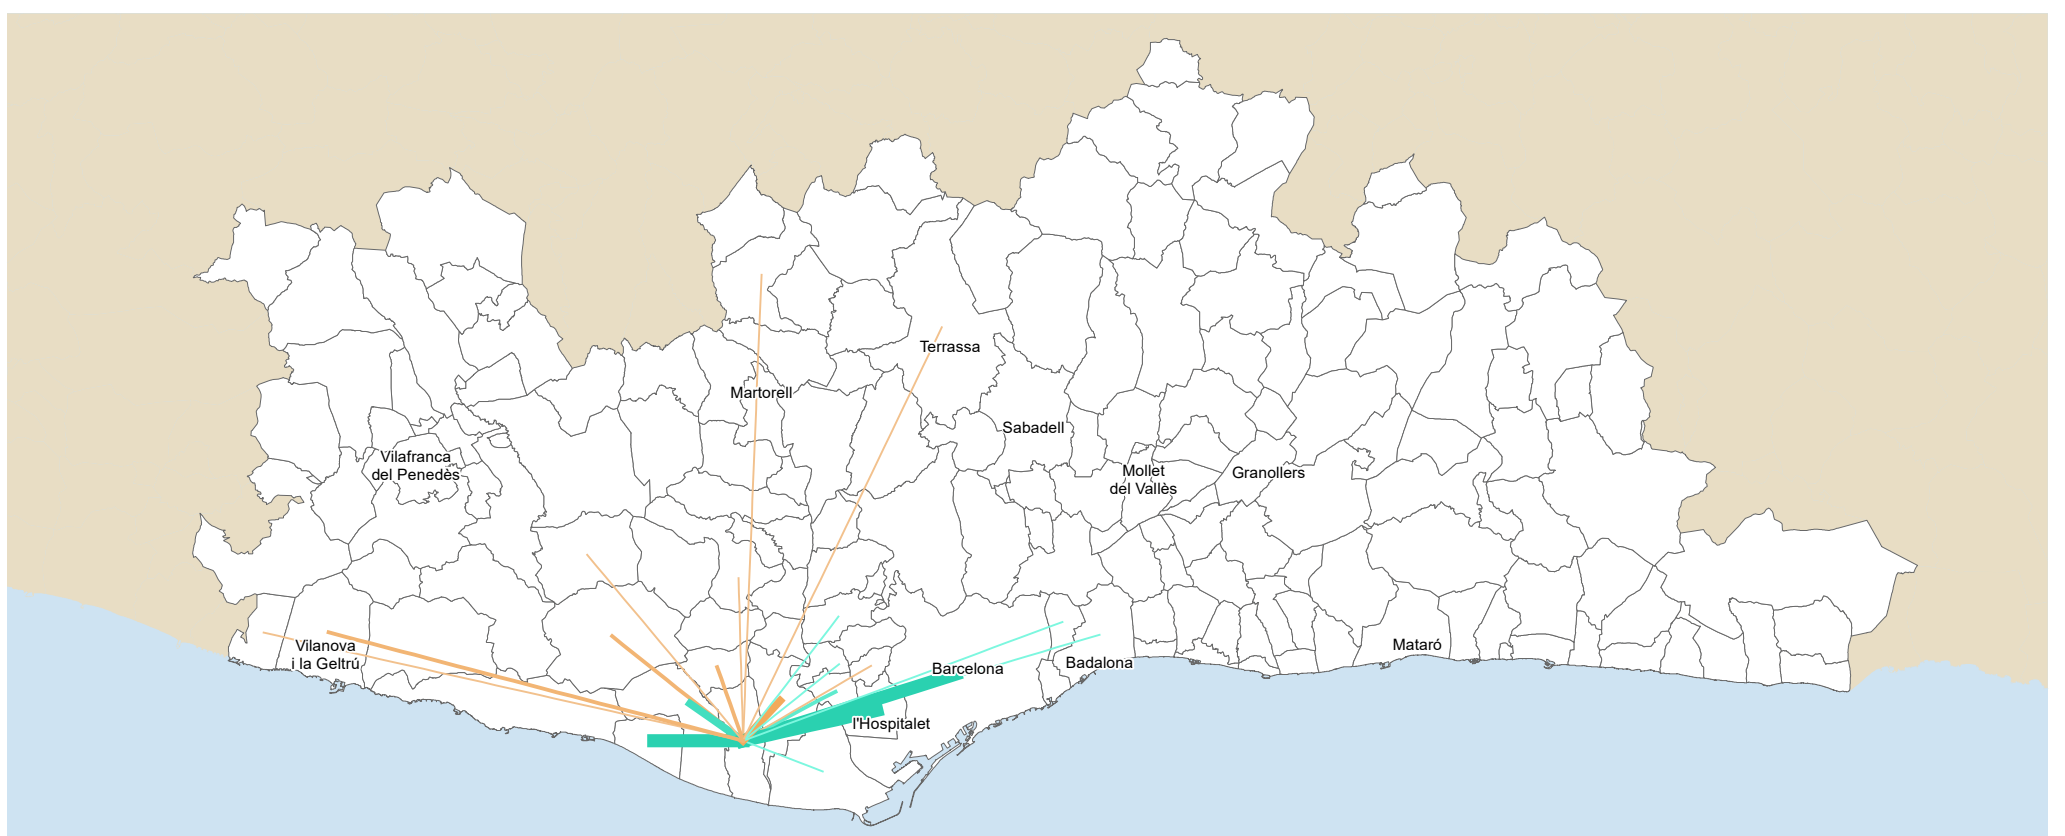 Terrassa
Martorell
Sabadell
Vilafranca
del Penedès
Mollet
del Vallès
Granollers
Vilanova
i la Geltrú
Barcelona
Badalona
Mataró
l'Hospitalet